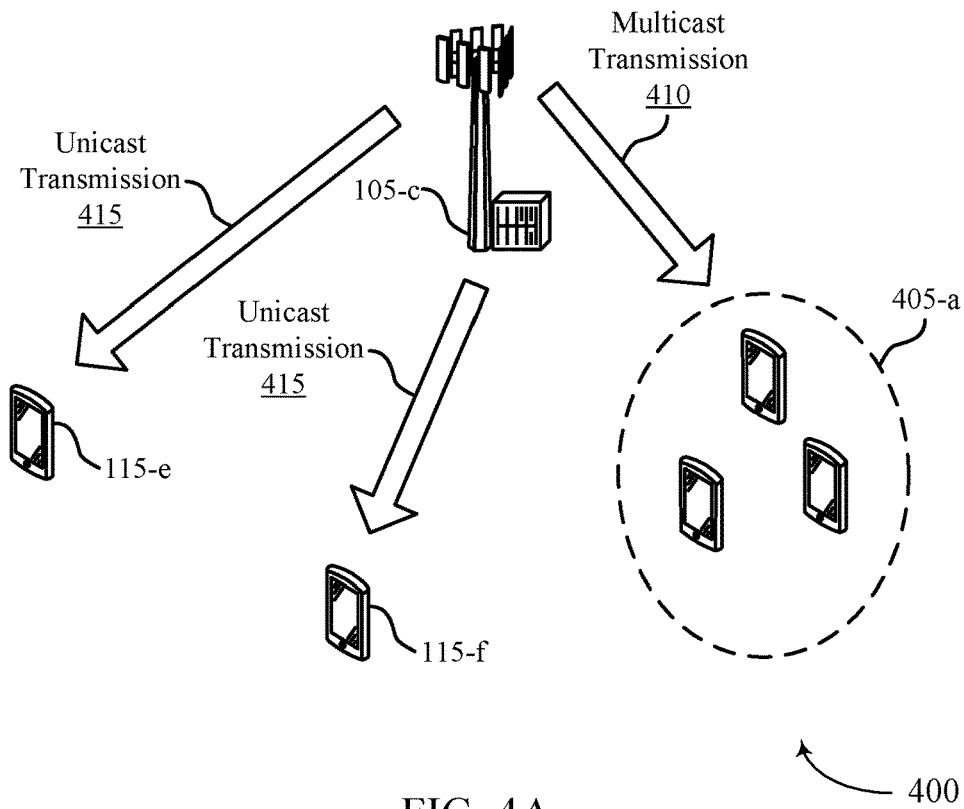 Multicast
Transmission
410
Unicast
Transmission
415
105-c
405-a
Unicast
Transmission
415
115-e
115-f
400
FIG. 4A